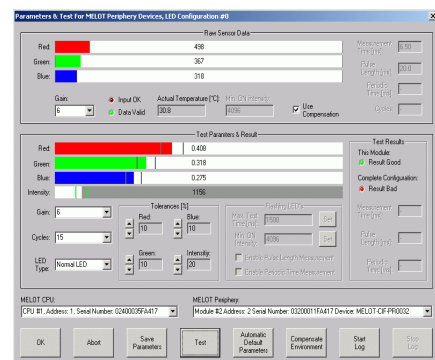 Parameters & Test For MELOT Periphery Devices, LED Configuration #0
Raw Sensor Data
Red: 498
Green: 367
Blue: 318
Measurement Time [ms] 6.50
Pulse Length [ms] 20.0
Periodic Time [ms] -
Cycles: -
Gain: 6
Input OK
Data Valid
Actual Temperature [°C]: 30.8
Min. ON Intensity: 4096
Use Compensation
Test Parameters & Result
Red: 0.408
Green: 0.318
Blue: 0.275
Intensity: 1156
Test Results
This Module:
Result Good
Complete Configuration:
Result Bad
Gain: 6
Cycles: 15
LED Type: Normal LED
Tolerances [%]
Red: 10
Blue: 10
Green: 10
Intensity: 20
Flashing LED's
Max. Test Time [ms] 1500 Set
Min. ON Intensity: 4096 Set
Enable Pulse Length Measurement
Enable Periodic Time Measurement
Measurement Time [ms] -
Pulse Length [ms] -
Periodic Time [ms] -
MELOT CPU:
CPU #1, Address: 1, Serial Number: 02400035FA417
MELOT Periphery:
Module #2 Address: 2 Serial Number: 03200011FA417 Device: MELOT-CIF-PR0032
OK
Abort
Save Parameters
Test
Automatic Default Parameters
Compensate Environment
Start Log
Stop Log